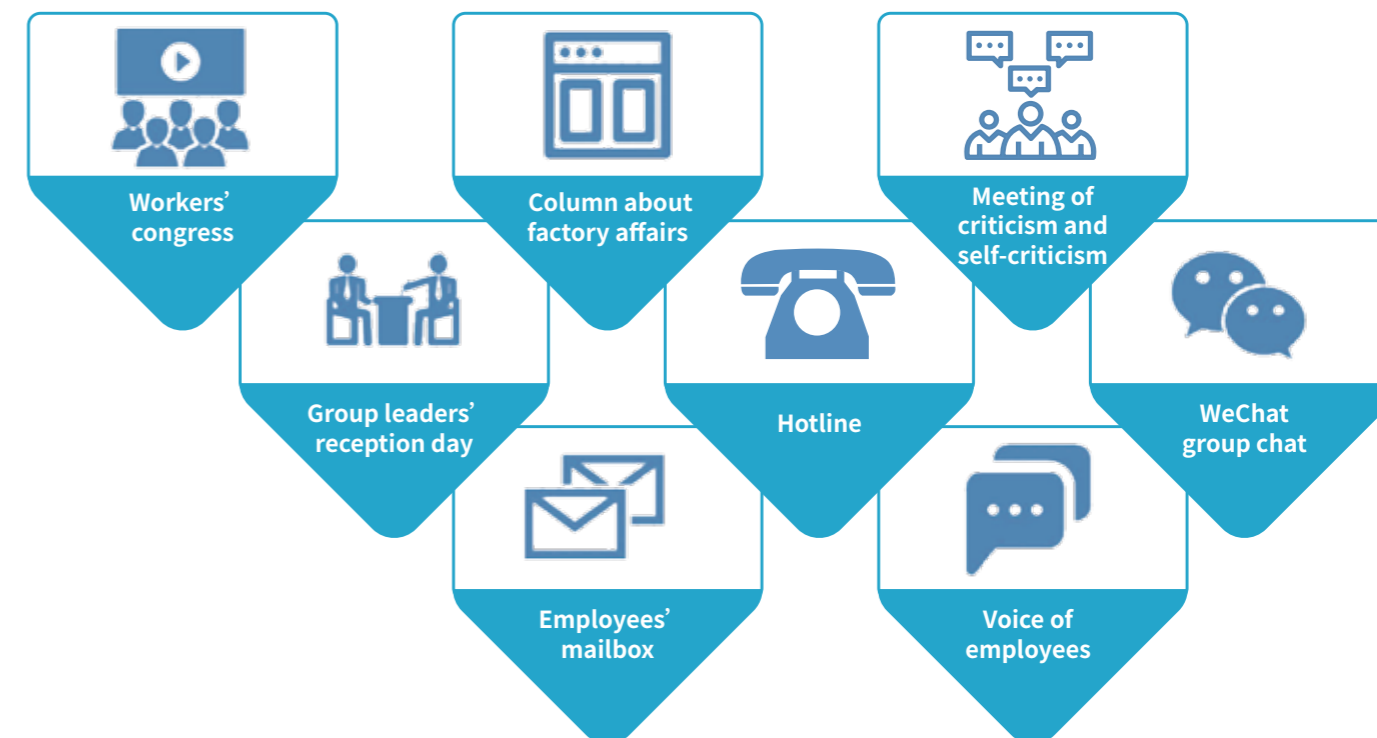 Workers’
congress
Column about
factory affairs
Meeting of
criticism and
self-criticism
Group leaders’
reception day
Hotline
WeChat
group chat
Employees’
mailbox
Voice of
employees